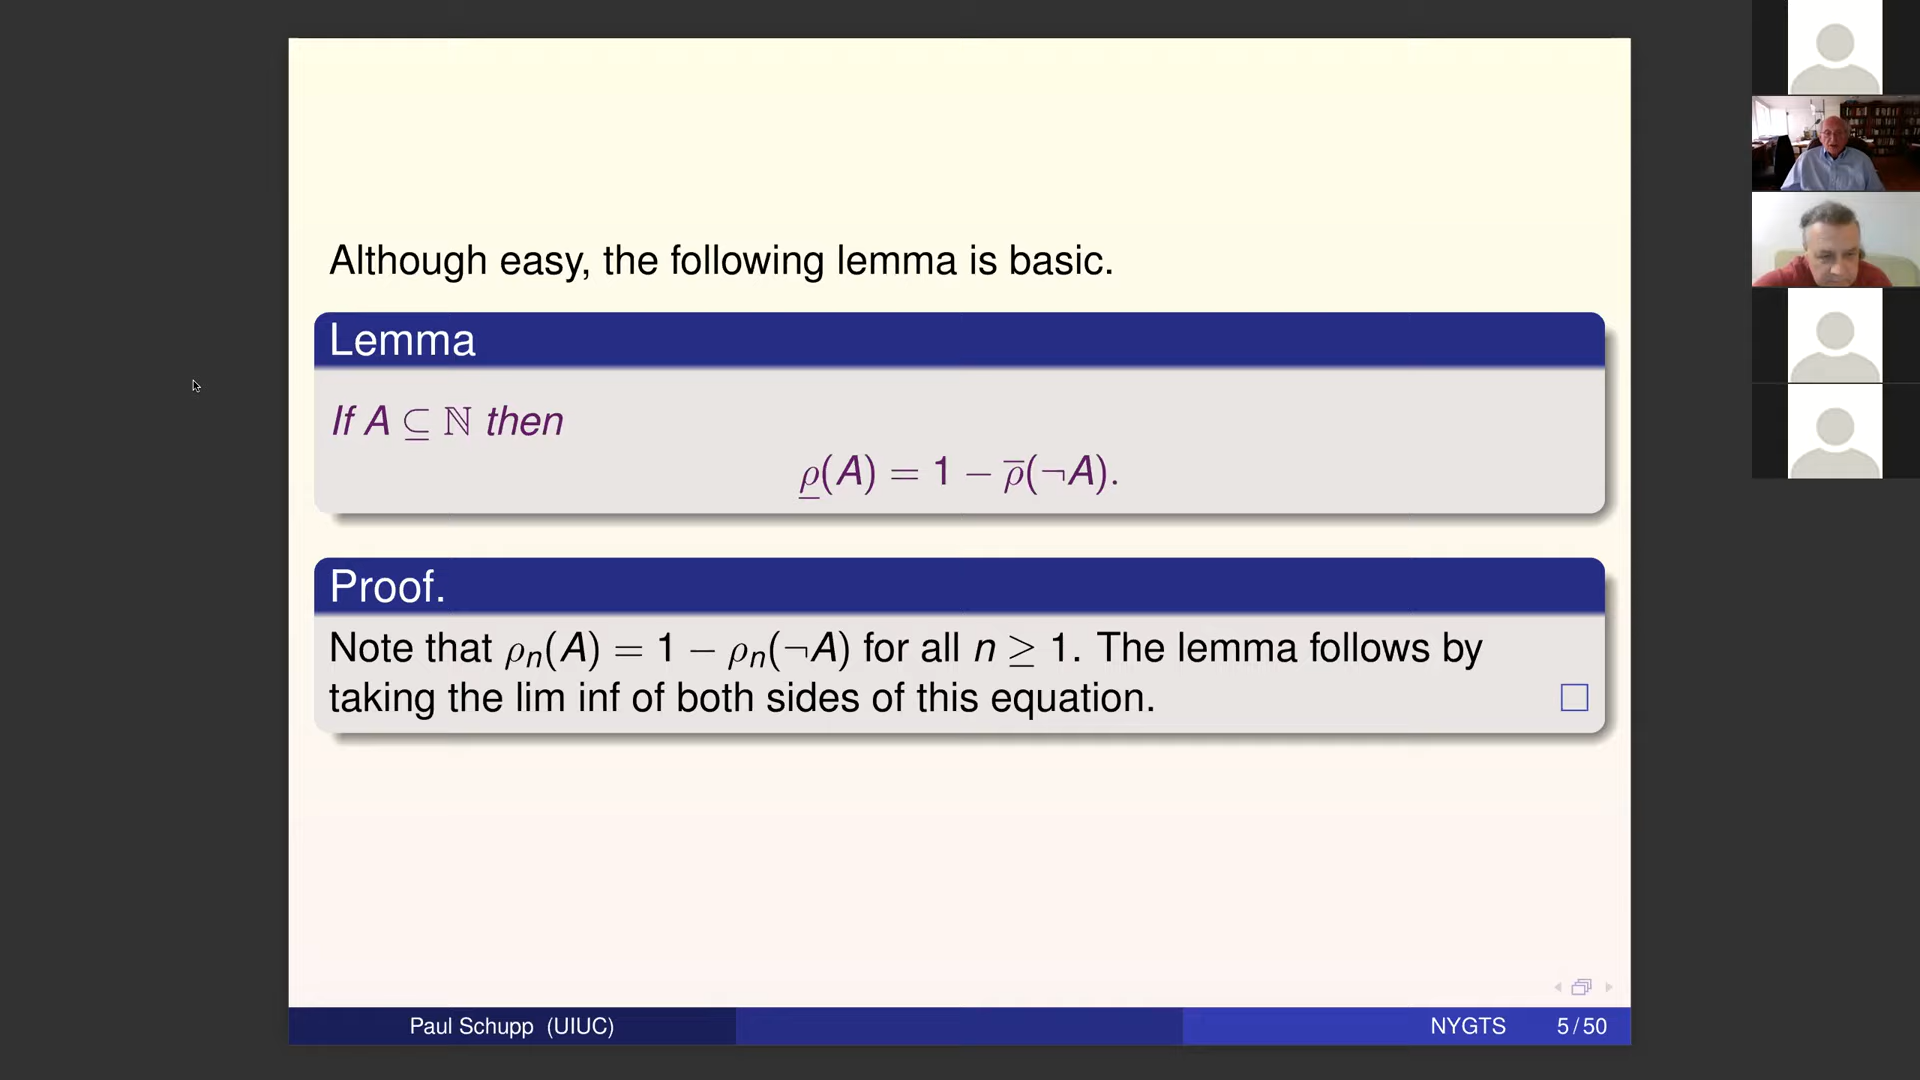 Although easy, the following lemma is basic.
Lemma
If A ⊆ ℕ then
ρ̲(A) = 1 − ρ̅(¬A).
Proof.
Note that ρₙ(A) = 1 − ρₙ(¬A) for all n ≥ 1. The lemma follows by
taking the lim inf of both sides of this equation. □
Paul Schupp (UIUC) NYGTS 5 / 50